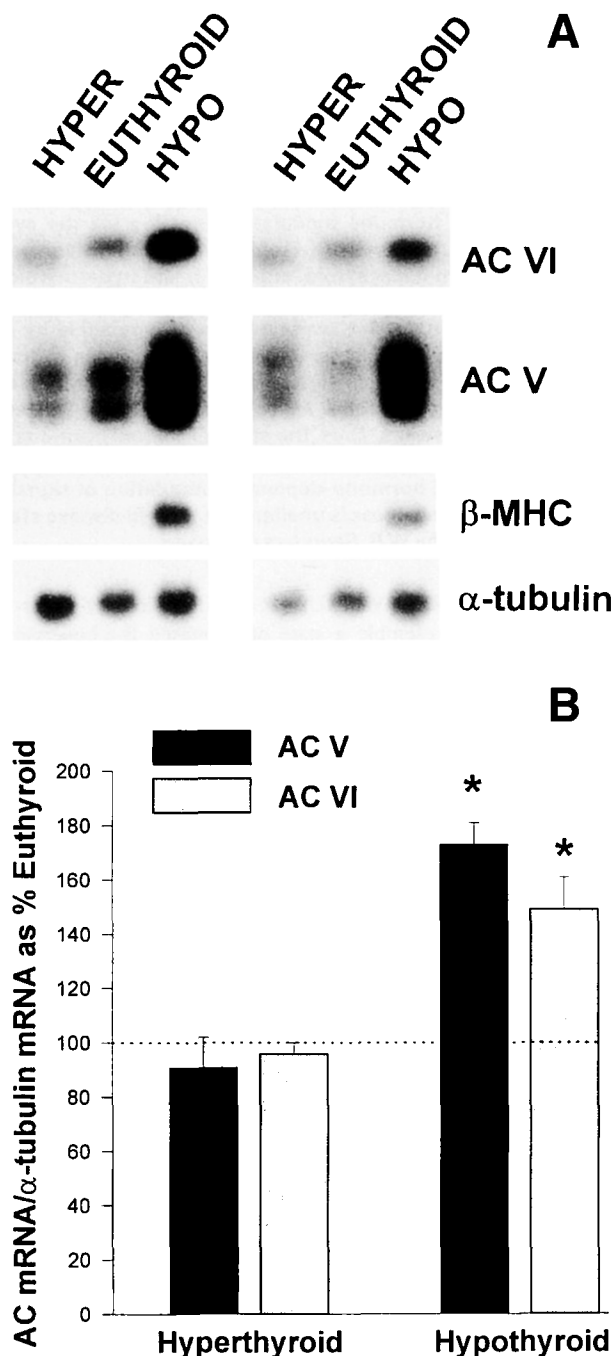 A
HYPER EUTHYROID HYPO HYPER EUTHYROID HYPO
AC VI
AC V
β-MHC
α-tubulin
B
AC V
AC VI
AC mRNA/α-tubulin mRNA as % Euthyroid
200
180
160
140
120
100
80
60
40
20
0
* *
Hyperthyroid Hypothyroid